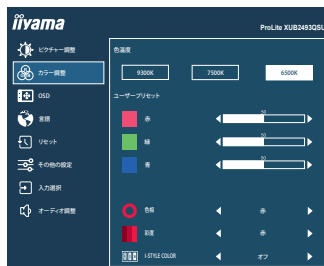 iiyama
ProLite XUB2493QSU
ピクチャー調整
カラー調整
OSD
言語
リセット
その他の設定
入力選択
オーディオ調整
色温度
9300K 7500K 6500K
ユーザープリセット
赤 50
緑 50
青 50
色相 赤
彩度 赤
i-STYLE COLOR オフ